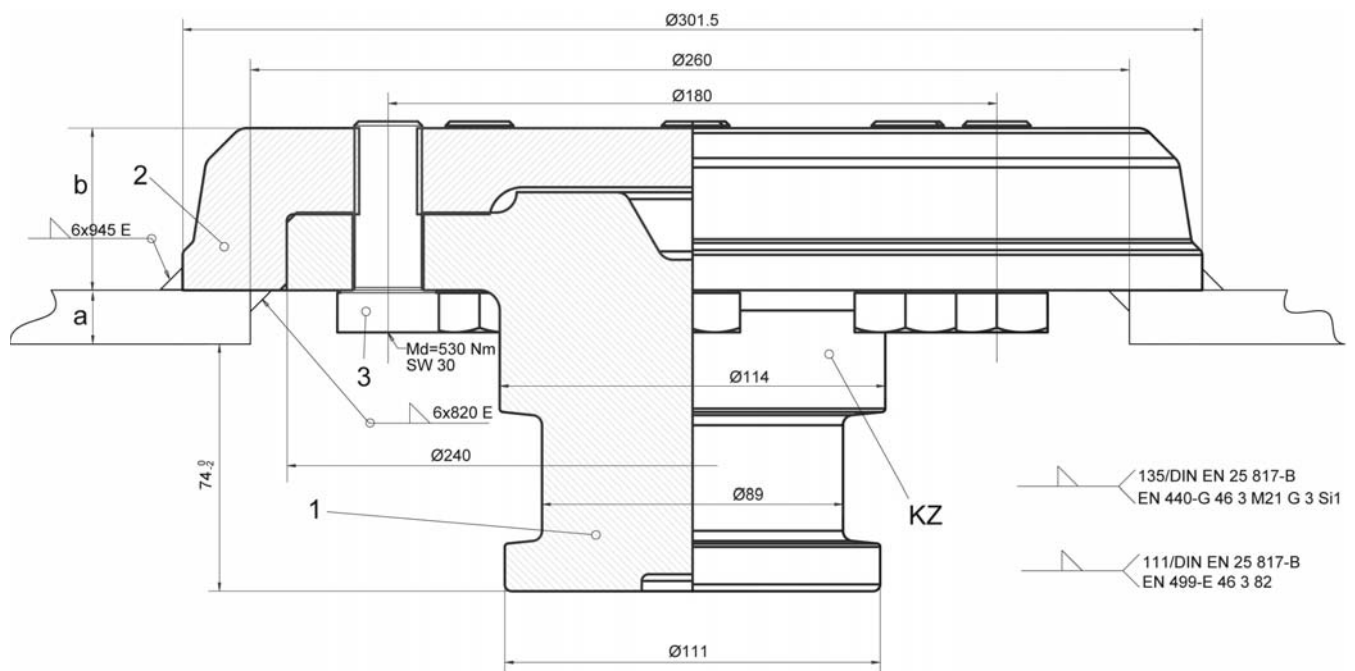 Ø301.5
Ø260
Ø180
b
2
6x945 E
a
3
Md=530 Nm
SW 30
Ø114
6x820 E
74 0 -2
Ø240
Ø89
1
KZ
135/DIN EN 25 817-B
EN 440-G 46 3 M21 G 3 Si1
111/DIN EN 25 817-B
EN 499-E 46 3 82
Ø111